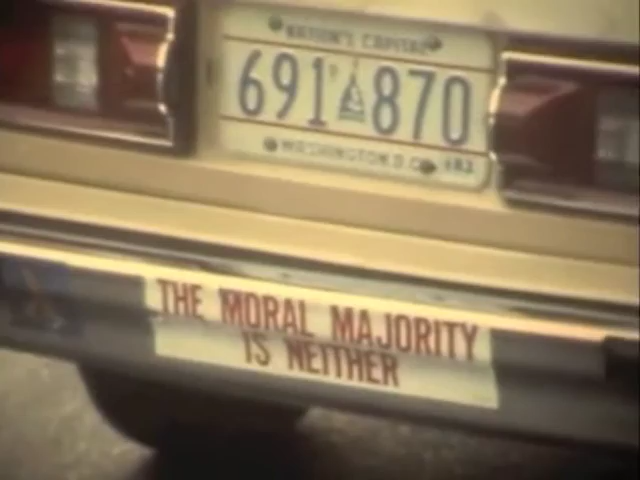 NATION'S CAPITAL
691 870
WASHINGTON, D.C.
THE MORAL MAJORITY
IS NEITHER